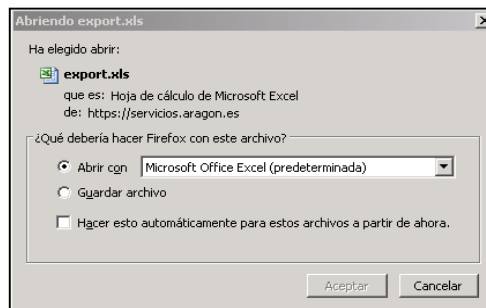 Abriendo export.xls
Ha elegido abrir:
export.xls
que es: Hoja de cálculo de Microsoft Excel
de: https://servicios.aragon.es
¿Qué debería hacer Firefox con este archivo?
Abrir con Microsoft Office Excel (predeterminada)
Guardar archivo
Hacer esto automáticamente para estos archivos a partir de ahora.
Aceptar Cancelar